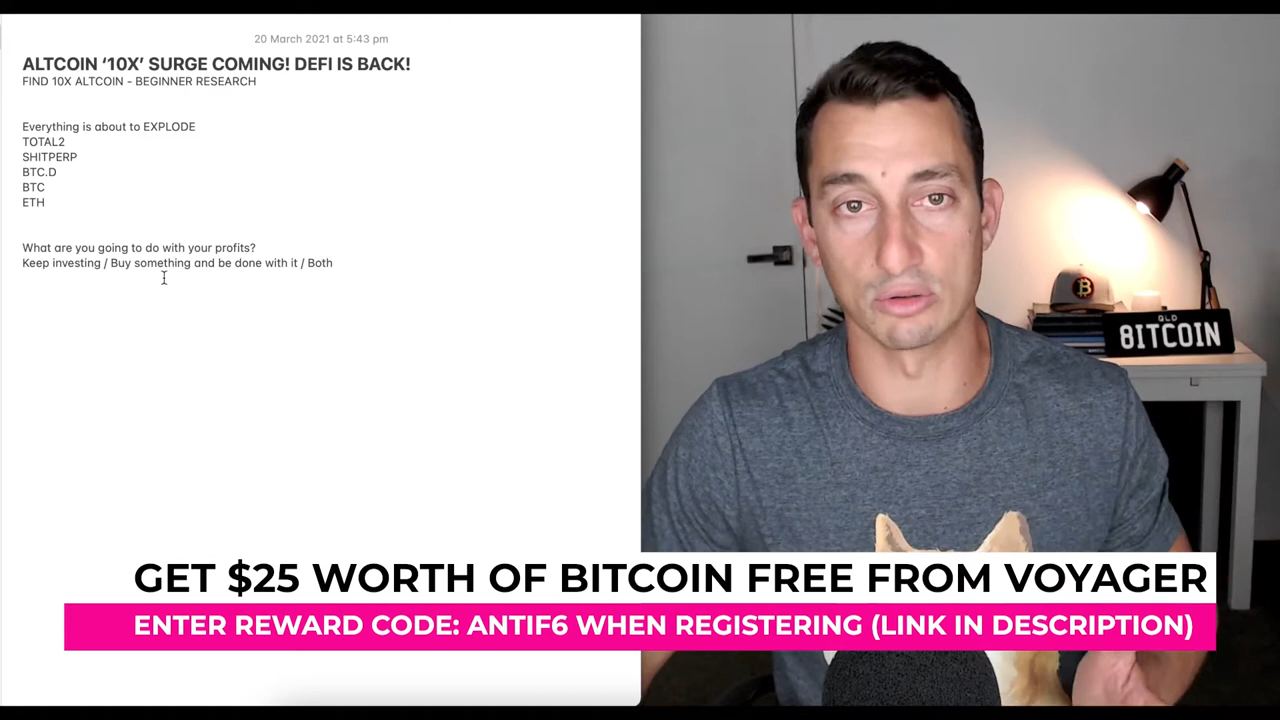 20 March 2021 at 5:43 pm
ALTCOIN ‘10X’ SURGE COMING! DEFI IS BACK!
FIND 10X ALTCOIN - BEGINNER RESEARCH
Everything is about to EXPLODE
TOTAL2
SHITPERP
BTC.D
BTC
ETH
What are you going to do with your profits?
Keep investing / Buy something and be done with it / Both
QLD
8ITCOIN
GET $25 WORTH OF BITCOIN FREE FROM VOYAGER
ENTER REWARD CODE: ANTIF6 WHEN REGISTERING (LINK IN DESCRIPTION)